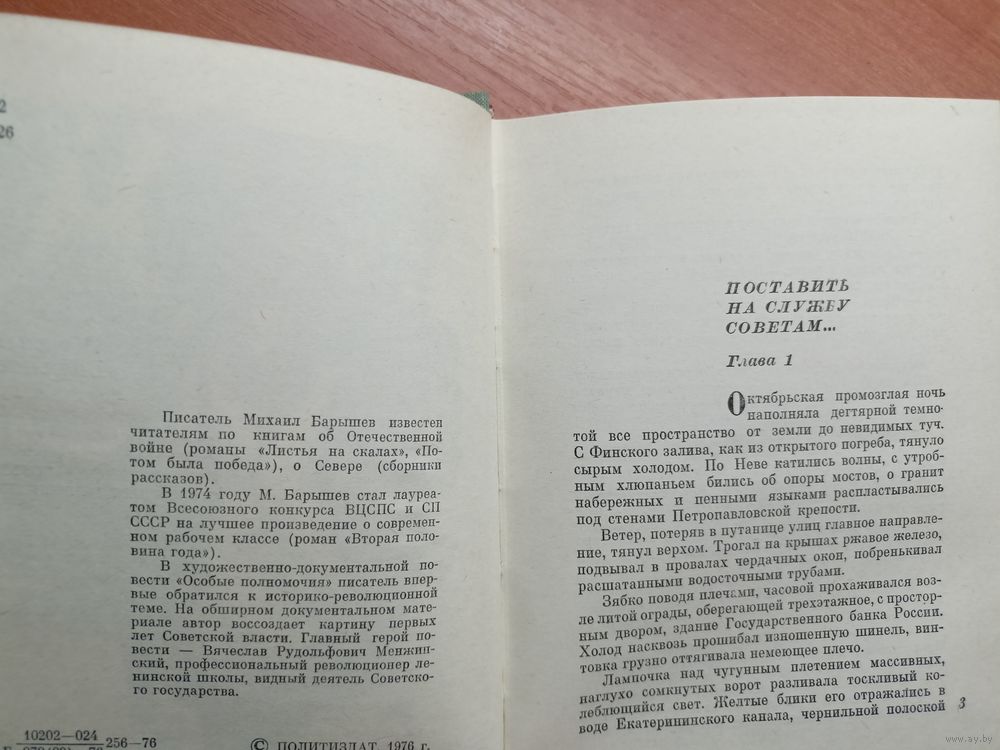 2
26
Писатель Михаил Барышев известен
читателям по книгам об Отечественной
войне (романы «Листья на скалах», «По-
том была победа»), о Севере (сборники
рассказов).
В 1974 году М. Барышев стал лауреа-
том Всесоюзного конкурса ВЦСПС и СП
СССР на лучшее произведение о современ-
ном рабочем классе (роман «Вторая поло-
вина года»).
В художественно-документальной по-
вести «Особые полномочия» писатель впер-
вые обратился к историко-революционной
теме. На обширном документальном мате-
риале автор воссоздает картину первых
лет Советской власти. Главный герой по-
вести — Вячеслав Рудольфович Менжин-
ский, профессиональный революционер ле-
нинской школы, видный деятель Советско-
го государства.
10202—024
256—76
© ПОЛИТИЗДАТ, 1976 г.
ПОСТАВИТЬ
НА СЛУЖБУ
СОВЕТАМ...
Глава 1
Октябрьская промозглая ночь
наполняла дегтярной темно-
той все пространство от земли до невидимых туч.
С Финского залива, как из открытого погреба, тянуло
сырым холодом. По Неве катились волны, с утроб-
ным хлюпаньем бились об опоры мостов, о гранит
набережных и пенными языками распластывались
под стенами Петропавловской крепости.
Ветер, потеряв в путанице улиц главное направле-
ние, тянул верхом. Трогал на крышах ржавое железо,
подвывал в провалах чердачных окон, побренькивал
расшатанными водосточными трубами.
Зябко поводя плечами, часовой прохаживался воз-
ле литой ограды, оберегающей трехэтажное, с простор-
ным двором, здание Государственного банка России.
Холод насквозь прошибал изношенную шинель, вин-
товка грузно оттягивала немеющее плечо.
Лампочка над чугунным плетением массивных,
наглухо сомкнутых ворот разливала тоскливый ко-
леблющийся свет. Желтые блики его отражались в
воде Екатерининского канала, чернильной полоской
3
www.ay.by